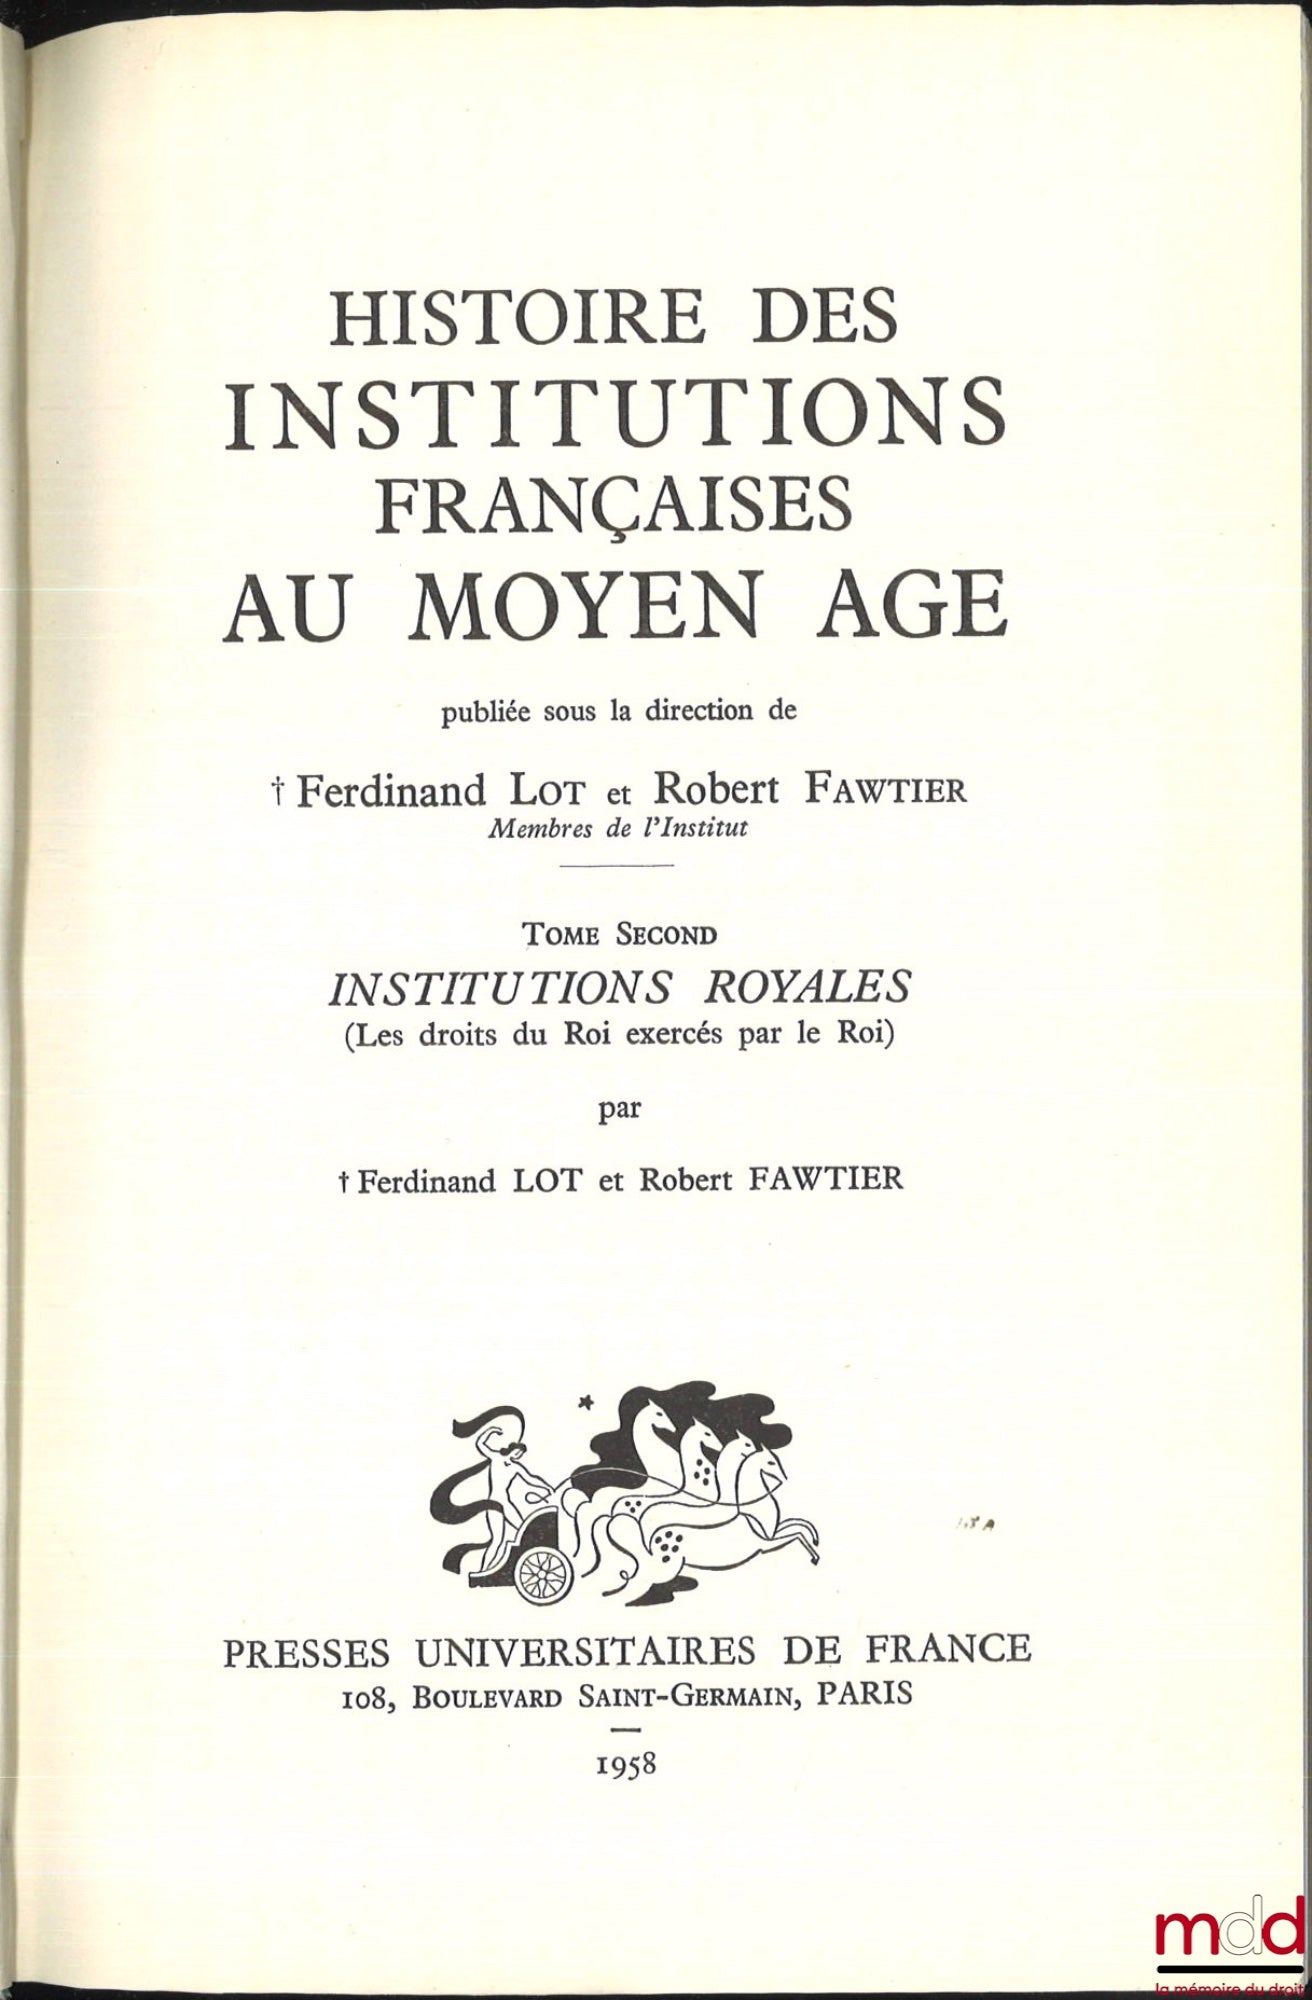 HISTOIRE DES
INSTITUTIONS
FRANÇAISES
AU MOYEN AGE
publiée sous la direction de
† Ferdinand LOT et Robert FAWTIER
Membres de l'Institut
TOME SECOND
INSTITUTIONS ROYALES
(Les droits du Roi exercés par le Roi)
par
† Ferdinand LOT et Robert FAWTIER
PRESSES UNIVERSITAIRES DE FRANCE
108, BOULEVARD SAINT-GERMAIN, PARIS
1958
mdd
la mémoire du droit